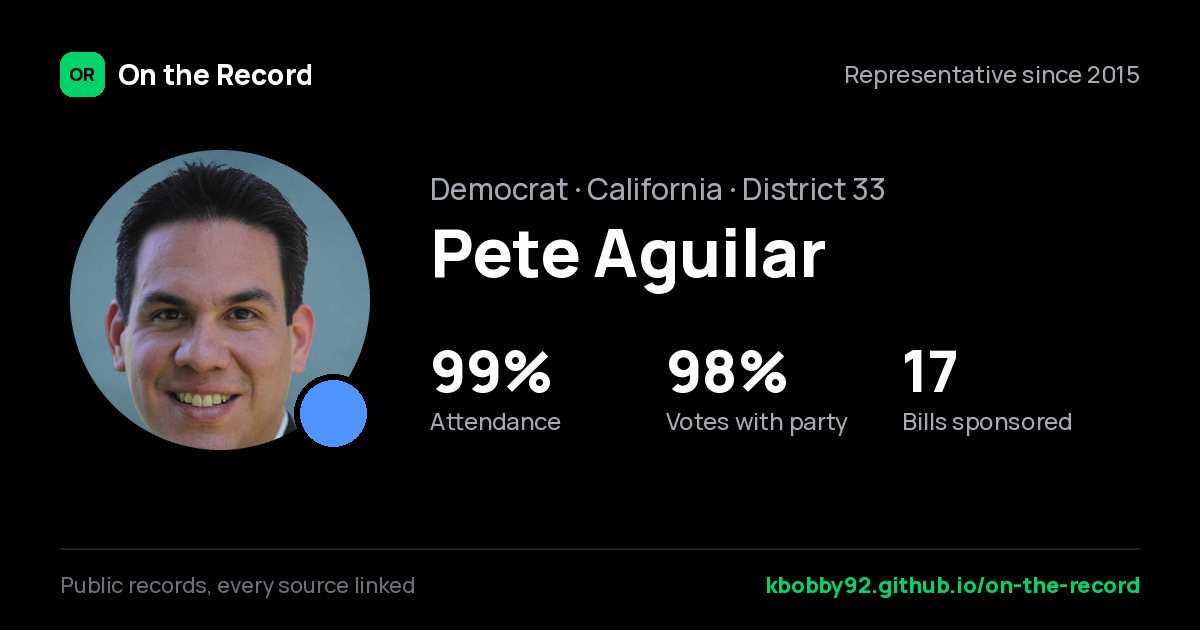 OR On the Record
Representative since 2015
Democrat · California · District 33
Pete Aguilar
99% 98% 17
Attendance Votes with party Bills sponsored
Public records, every source linked
kbobby92.github.io/on-the-record